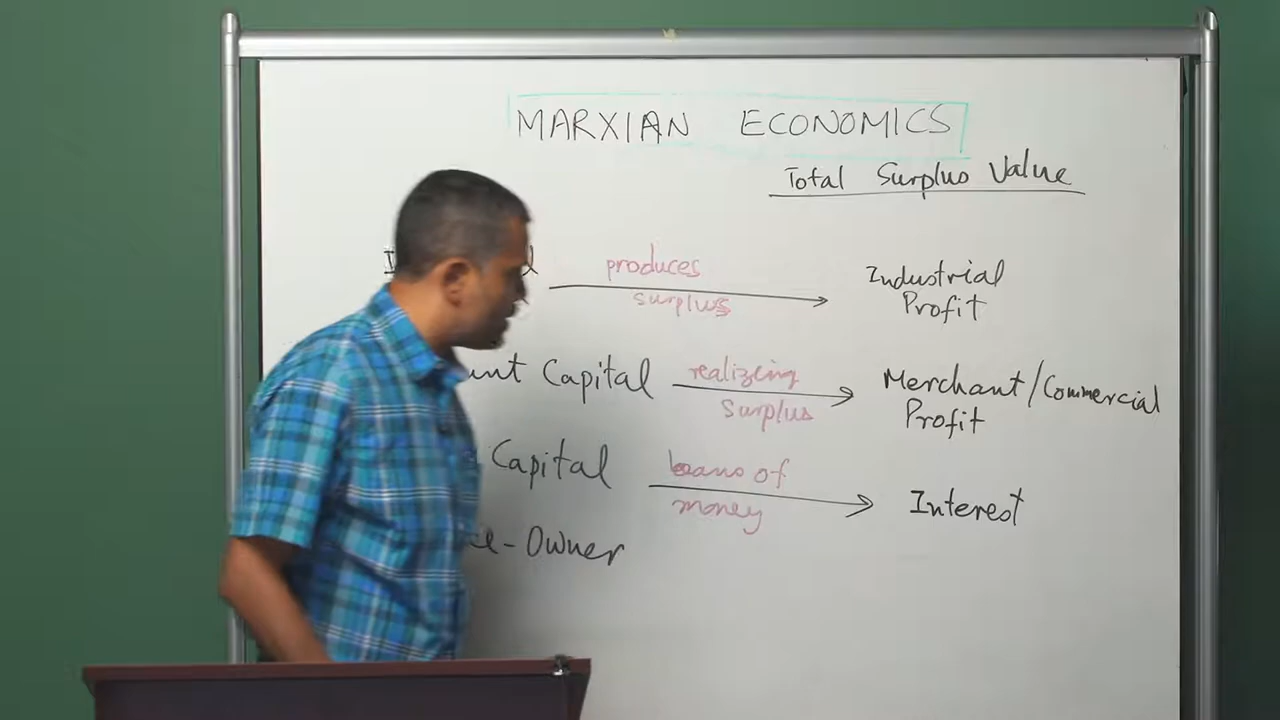 MARXIAN ECONOMICS
Total Surplus Value
produces
surplus
Industrial
Profit
Capital
realizing
Surplus
Merchant/Commercial
Profit
Capital
loans of
money
Interest
Owner